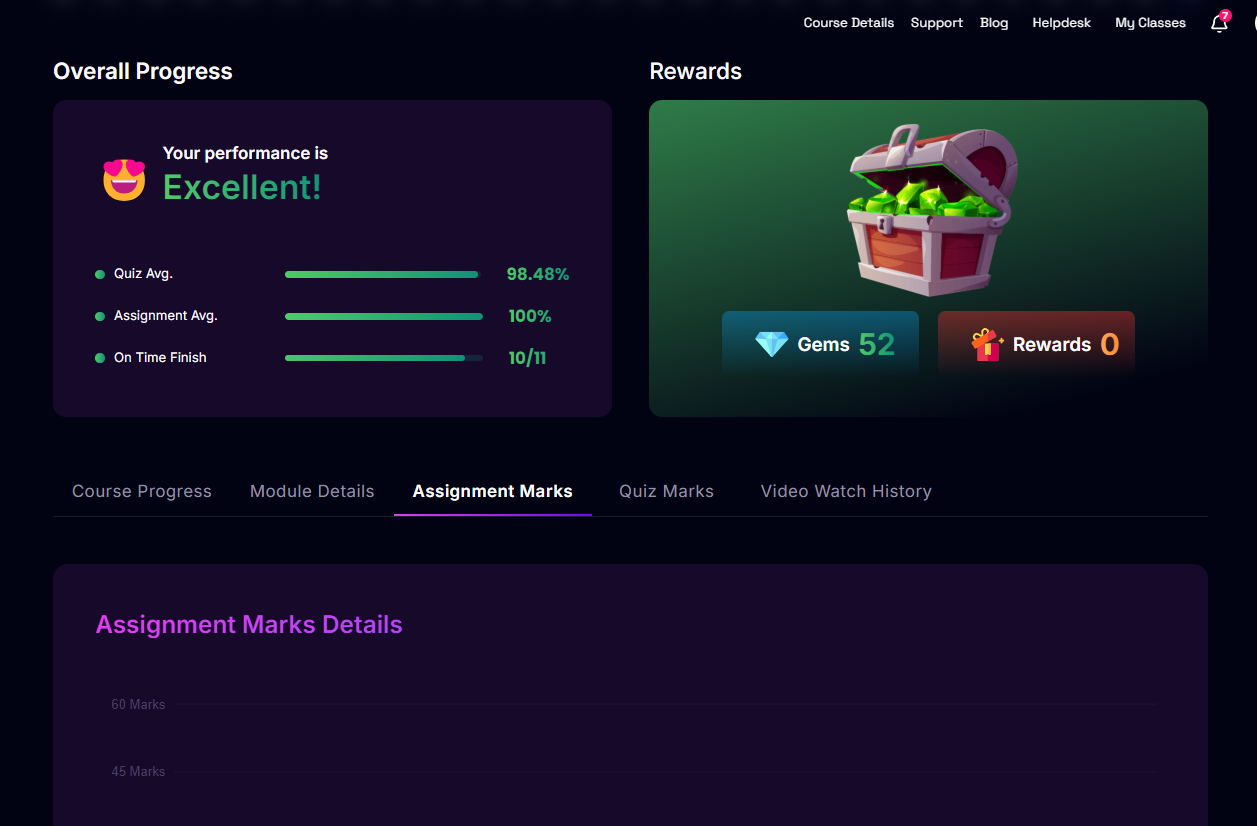 Course Details Support Blog Helpdesk My Classes 7
Overall Progress
Your performance is
Excellent!
Quiz Avg. 98.48%
Assignment Avg. 100%
On Time Finish 10/11
Rewards
Gems 52
Rewards 0
Course Progress Module Details Assignment Marks Quiz Marks Video Watch History
Assignment Marks Details
60 Marks
45 Marks